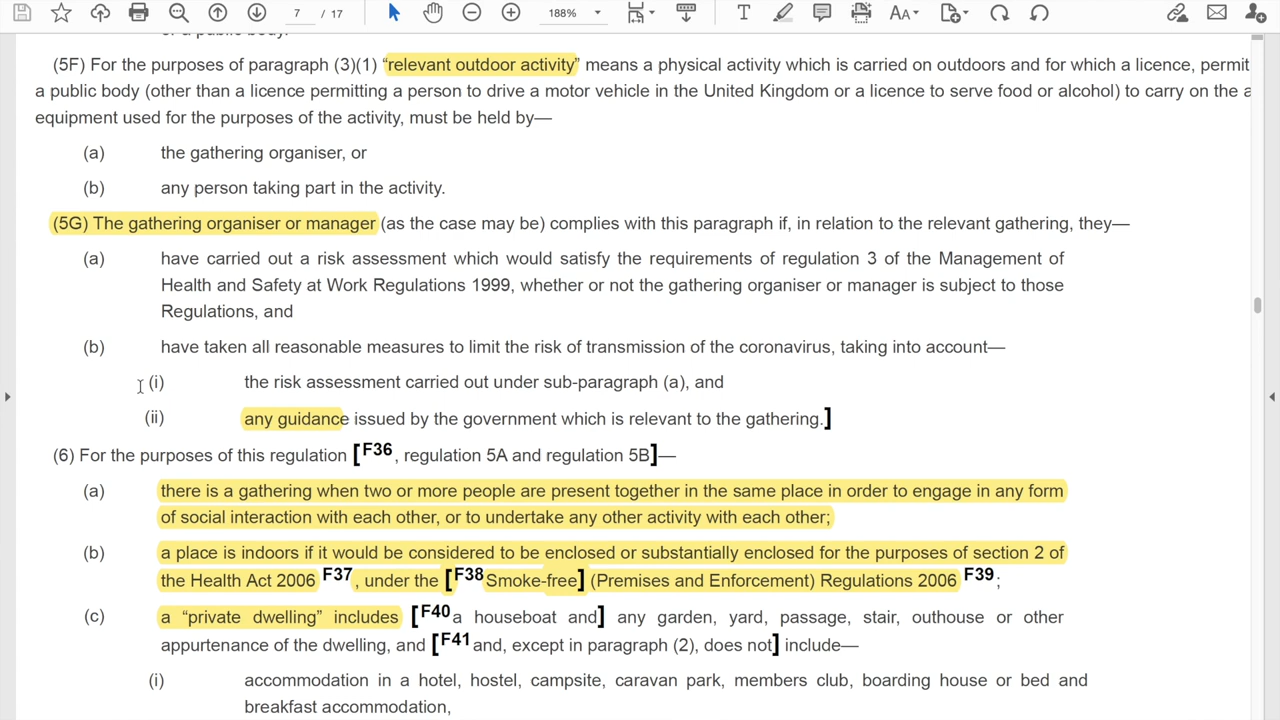 7 / 17
188%
(5F) For the purposes of paragraph (3)(1) “relevant outdoor activity” means a physical activity which is carried on outdoors and for which a licence, permit
a public body (other than a licence permitting a person to drive a motor vehicle in the United Kingdom or a licence to serve food or alcohol) to carry on the a
equipment used for the purposes of the activity, must be held by—
(a) the gathering organiser, or
(b) any person taking part in the activity.
(5G) The gathering organiser or manager (as the case may be) complies with this paragraph if, in relation to the relevant gathering, they—
(a) have carried out a risk assessment which would satisfy the requirements of regulation 3 of the Management of
Health and Safety at Work Regulations 1999, whether or not the gathering organiser or manager is subject to those
Regulations, and
(b) have taken all reasonable measures to limit the risk of transmission of the coronavirus, taking into account—
(i) the risk assessment carried out under sub-paragraph (a), and
(ii) any guidance issued by the government which is relevant to the gathering.]
(6) For the purposes of this regulation [F36, regulation 5A and regulation 5B]—
(a) there is a gathering when two or more people are present together in the same place in order to engage in any form
of social interaction with each other, or to undertake any other activity with each other;
(b) a place is indoors if it would be considered to be enclosed or substantially enclosed for the purposes of section 2 of
the Health Act 2006 F37, under the [F38 Smoke-free] (Premises and Enforcement) Regulations 2006 F39;
(c) a “private dwelling” includes [F40 a houseboat and] any garden, yard, passage, stair, outhouse or other
appurtenance of the dwelling, and [F41 and, except in paragraph (2), does not] include—
(i) accommodation in a hotel, hostel, campsite, caravan park, members club, boarding house or bed and
breakfast accommodation,